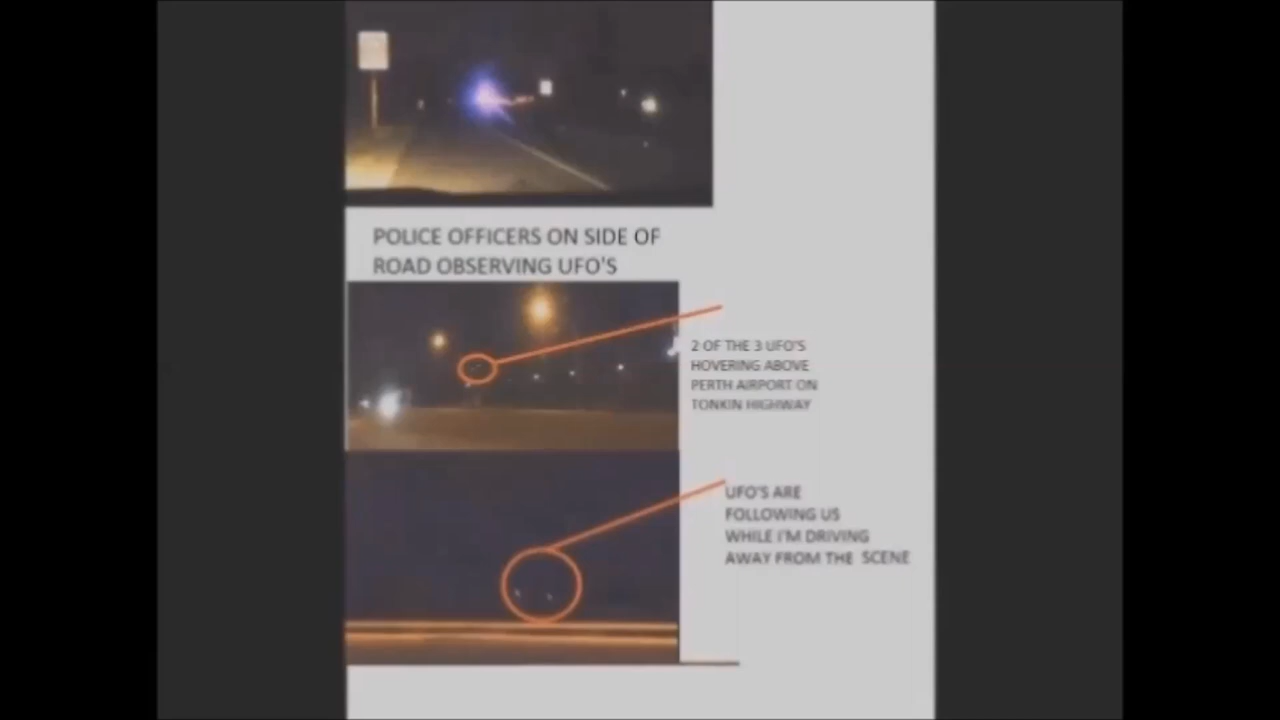 POLICE OFFICERS ON SIDE OF
ROAD OBSERVING UFO'S
2 OF THE 3 UFO'S
HOVERING ABOVE
PERTH AIRPORT ON
TONKIN HIGHWAY
UFO'S ARE
FOLLOWING US
WHILE I'M DRIVING
AWAY FROM THE SCENE